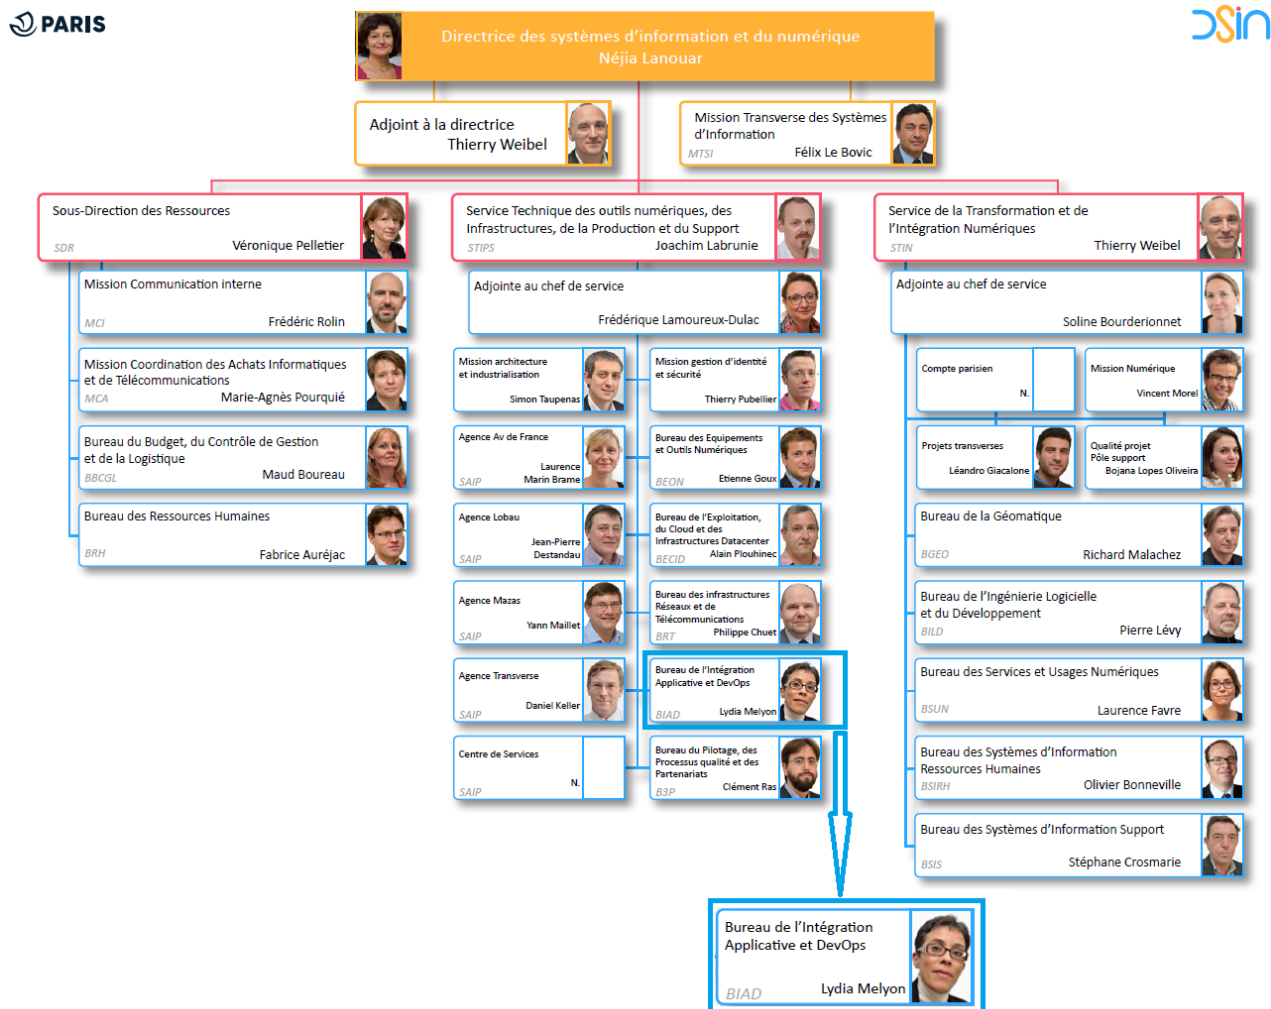 PARIS
DSin
Directrice des systèmes d'information et du numérique
Néjia Lanouar
Adjoint à la directrice
Thierry Weibel
Mission Transverse des Systèmes
d'Information
MTSI
Félix Le Bovic
Sous-Direction des Ressources
SDR
Véronique Pelletier
Mission Communication interne
MCI
Frédéric Rolin
Mission Coordination des Achats Informatiques
et de Télécommunications
MCA
Marie-Agnès Pourquié
Bureau du Budget, du Contrôle de Gestion
et de la Logistique
BBCGL
Maud Boureau
Bureau des Ressources Humaines
BRH
Fabrice Auréjac
Service Technique des outils numériques, des
Infrastructures, de la Production et du Support
STIPS
Joachim Labrunie
Adjointe au chef de service
Frédérique Lamoureux-Dulac
Mission architecture
et industrialisation
Simon Taupenas
Mission gestion d'identité
et sécurité
Thierry Pubellier
Agence Av de France
Laurence
SAIP
Marin Brame
Bureau des Equipements
et Outils Numériques
BEON
Etienne Goux
Agence Lobau
Jean-Pierre
SAIP
Destandau
Bureau de l'Exploitation,
du Cloud et des
Infrastructures Datacenter
BECID
Alain Plouhinec
Agence Mazas
SAIP
Yann Maillet
Bureau des infrastructures
Réseaux et de
Télécommunications
BRT
Philippe Chuet
Agence Transverse
SAIP
Daniel Keller
Bureau de l'Intégration
Applicative et DevOps
BIAD
Lydia Melyon
Centre de Services
SAIP
N.
Bureau du Pilotage, des
Processus qualité et des
Partenariats
B3P
Clément Ras
Service de la Transformation et de
l'Intégration Numériques
STIN
Thierry Weibel
Adjointe au chef de service
Soline Bourderionnet
Compte parisien
N.
Mission Numérique
Vincent Morel
Projets transverses
Léandro Giacalone
Qualité projet
Pôle support
Bojana Lopes Oliveira
Bureau de la Géomatique
BGEO
Richard Malachez
Bureau de l'Ingénierie Logicielle
et du Développement
BILD
Pierre Lévy
Bureau des Services et Usages Numériques
BSUN
Laurence Favre
Bureau des Systèmes d'Information
Ressources Humaines
BSIRH
Olivier Bonneville
Bureau des Systèmes d'Information Support
BSIS
Stéphane Crosmarie
Bureau de l'Intégration
Applicative et DevOps
BIAD
Lydia Melyon